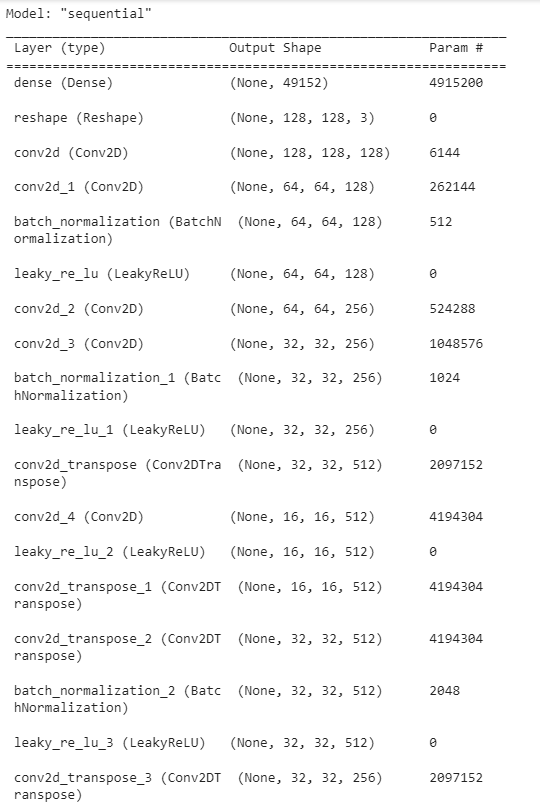 Model: "sequential"
_________________________________________________________________
Layer (type) Output Shape Param #
=================================================================
dense (Dense) (None, 49152) 4915200
reshape (Reshape) (None, 128, 128, 3) 0
conv2d (Conv2D) (None, 128, 128, 128) 6144
conv2d_1 (Conv2D) (None, 64, 64, 128) 262144
batch_normalization (BatchN (None, 64, 64, 128) 512
ormalization)
leaky_re_lu (LeakyReLU) (None, 64, 64, 128) 0
conv2d_2 (Conv2D) (None, 64, 64, 256) 524288
conv2d_3 (Conv2D) (None, 32, 32, 256) 1048576
batch_normalization_1 (Batc (None, 32, 32, 256) 1024
hNormalization)
leaky_re_lu_1 (LeakyReLU) (None, 32, 32, 256) 0
conv2d_transpose (Conv2DTra (None, 32, 32, 512) 2097152
nspose)
conv2d_4 (Conv2D) (None, 16, 16, 512) 4194304
leaky_re_lu_2 (LeakyReLU) (None, 16, 16, 512) 0
conv2d_transpose_1 (Conv2DT (None, 16, 16, 512) 4194304
ranspose)
conv2d_transpose_2 (Conv2DT (None, 32, 32, 512) 4194304
ranspose)
batch_normalization_2 (Batc (None, 32, 32, 512) 2048
hNormalization)
leaky_re_lu_3 (LeakyReLU) (None, 32, 32, 512) 0
conv2d_transpose_3 (Conv2DT (None, 32, 32, 256) 2097152
ranspose)